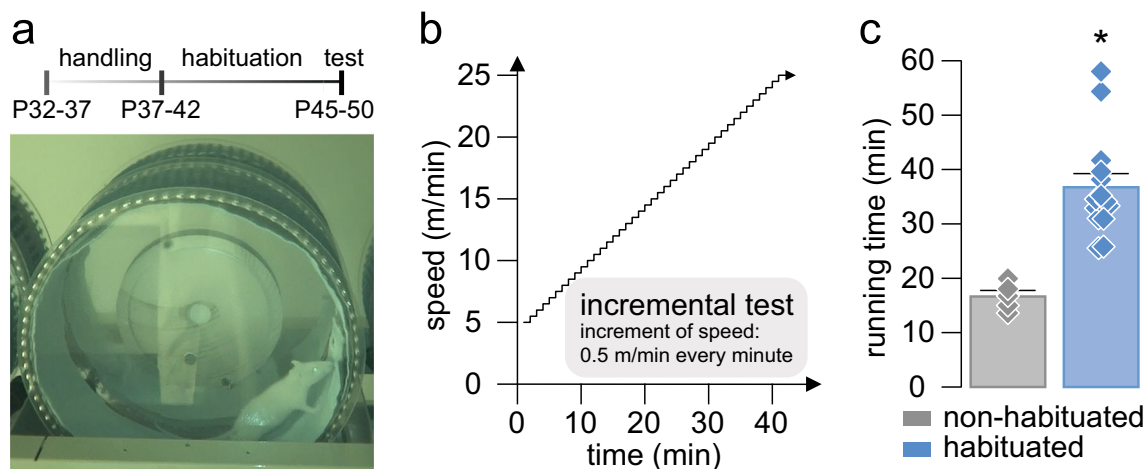 a
handling habituation test
P32-37 P37-42 P45-50
b
25
20
15
10
5
0
speed (m/min)
incremental test
increment of speed:
0.5 m/min every minute
0 10 20 30 40
time (min)
c
*
60
50
40
30
20
10
0
running time (min)
non-habituated
habituated